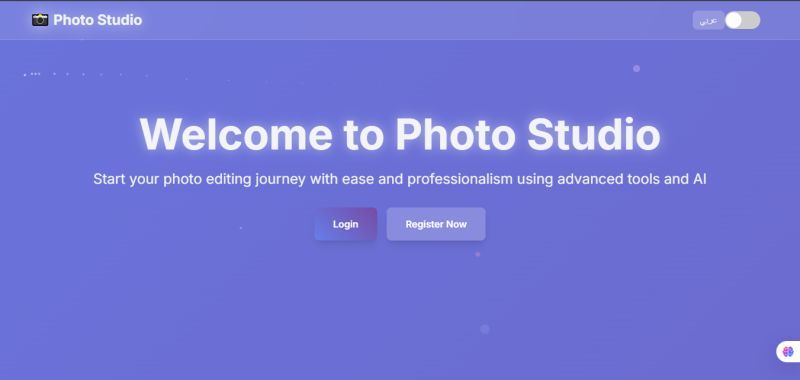 Photo Studio
عربي
Welcome to Photo Studio
Start your photo editing journey with ease and professionalism using advanced tools and AI
Login
Register Now